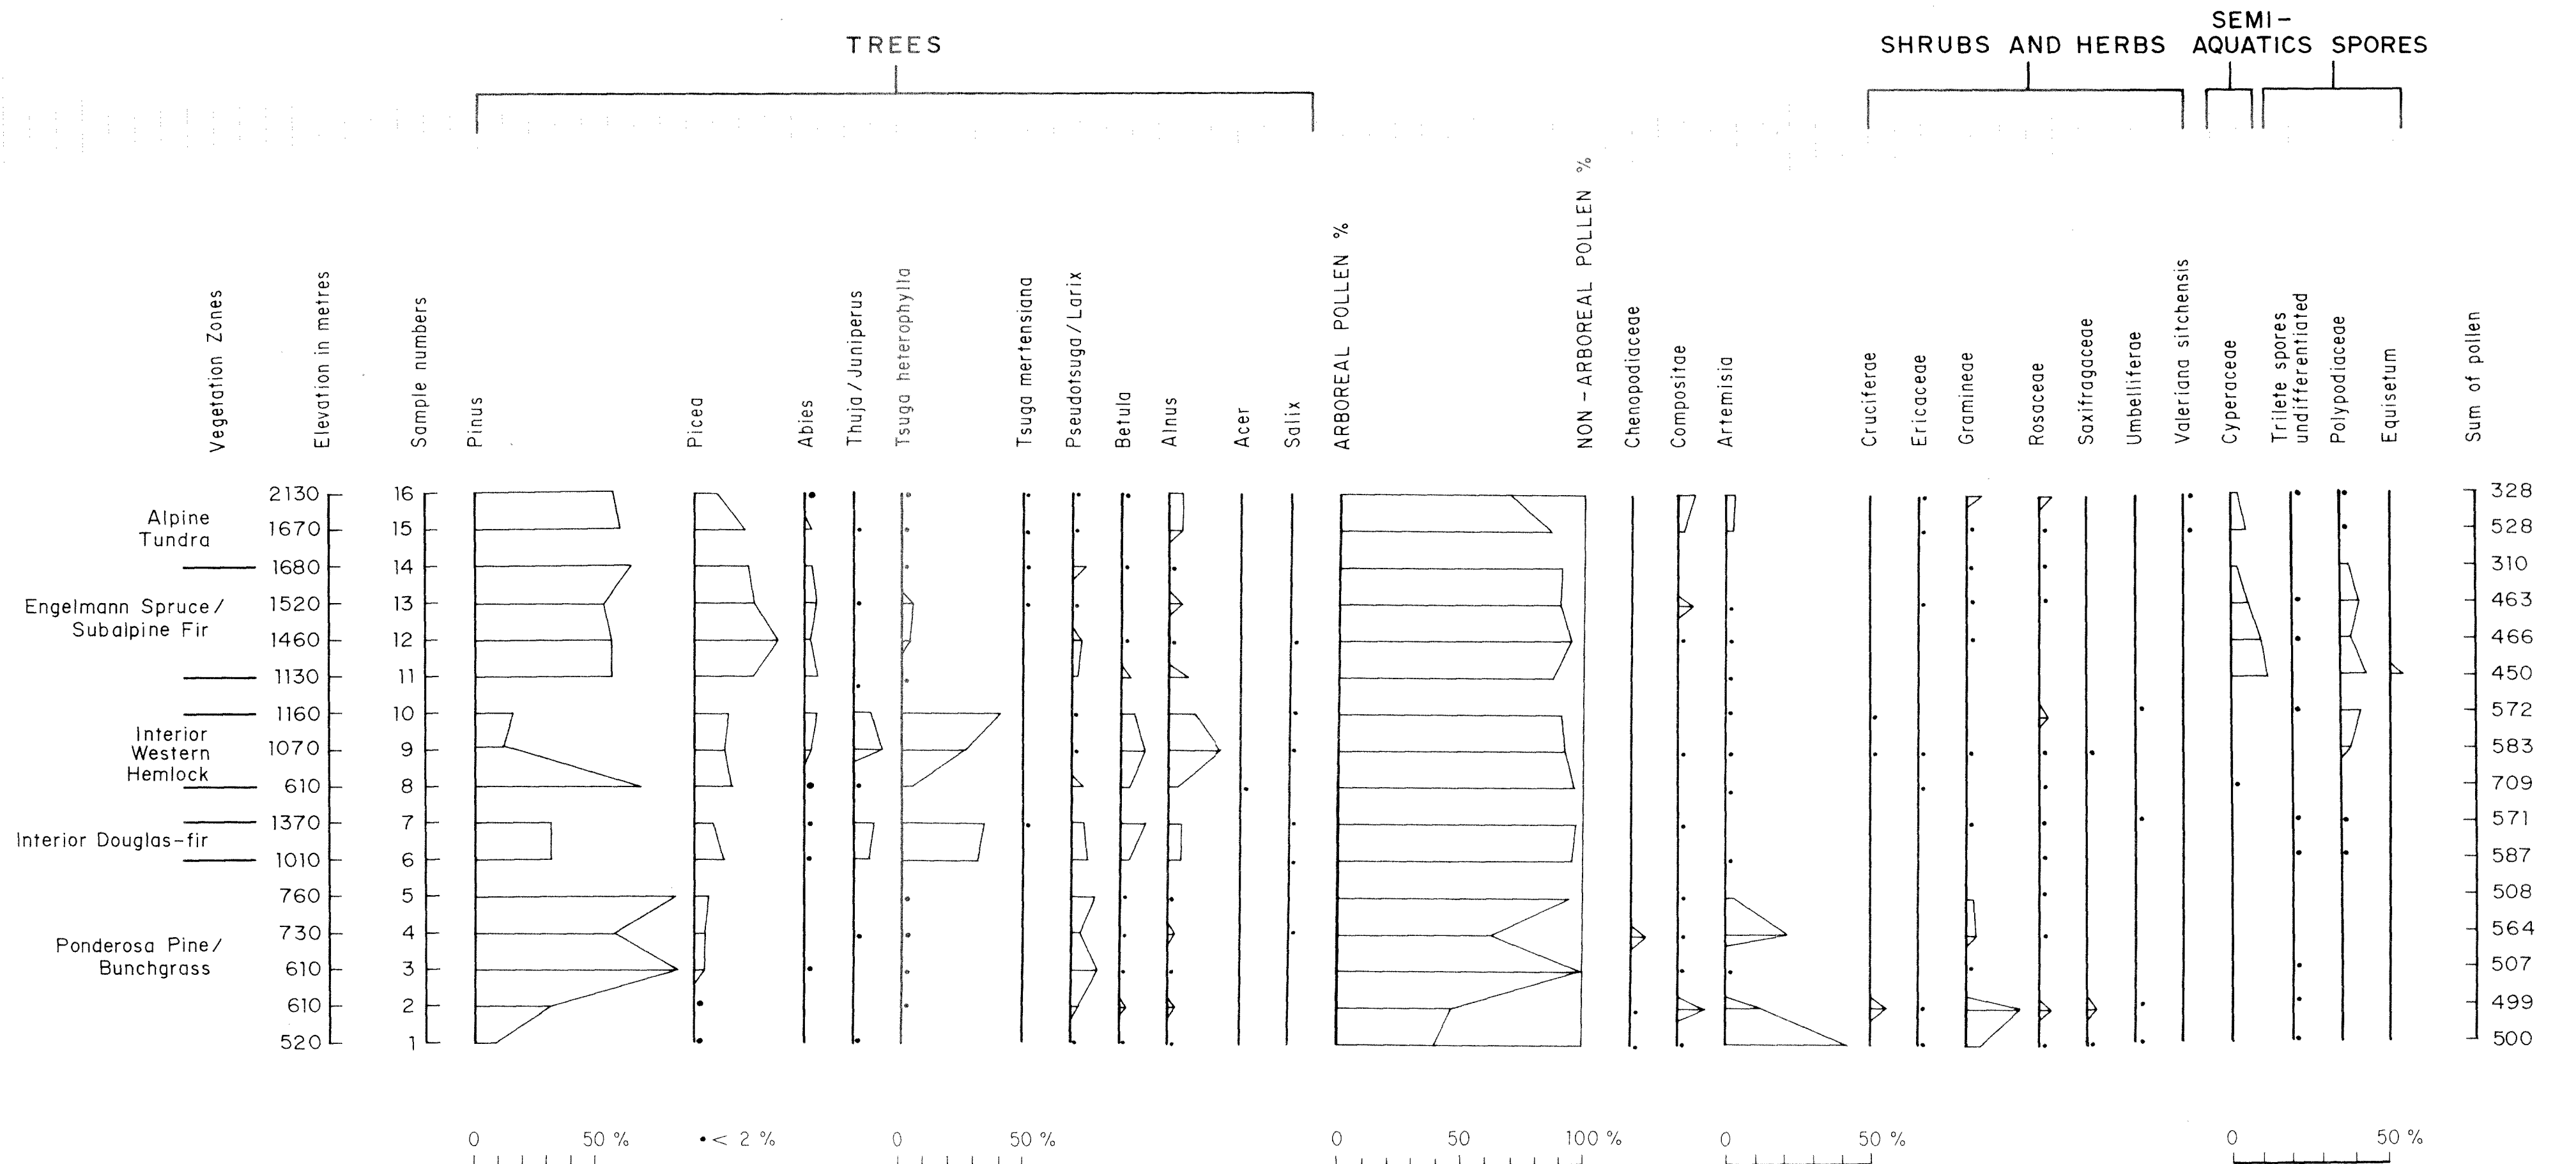 SEMI-
TREES
SHRUBS AND HERBS
AQUATICS
SPORES
Vegetation Zones
Elevation in metres
Sample numbers
Pinus
Picea
Abies
Thuja / Juniperus
Tsuga heterophylla
Tsuga mertensiana
Pseudotsuga / Larix
Betula
Alnus
Acer
Salix
ARBOREAL POLLEN %
NON-ARBOREAL POLLEN %
Chenopodiaceae
Compositae
Artemisia
Cruciferae
Ericaceae
Gramineae
Rosaceae
Saxifragaceae
Umbelliferae
Valeriana sitchensis
Cyperaceae
Trilete spores
undifferentiated
Polypodiaceae
Equisetum
Sum of pollen
2130 16 328
Alpine
Tundra
1670 15 528
1680 14 310
Engelmann Spruce /
Subalpine Fir
1520 13 463
1460 12 466
1130 11 450
1160 10 572
Interior
Western
Hemlock
1070 9 583
610 8 709
1370 7 571
Interior Douglas-fir
1010 6 587
760 5 508
730 4 564
Ponderosa Pine /
Bunchgrass
610 3 507
610 2 499
520 1 500
0 50 % • < 2 % 0 50 % 0 50 100 % 0 50 % 0 50 %